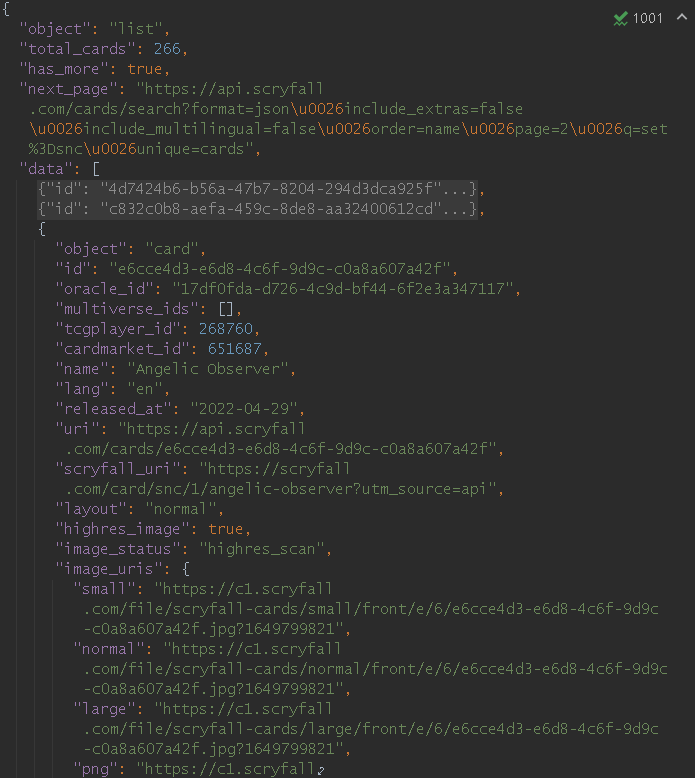 {
1001
"object": "list",
"total_cards": 266,
"has_more": true,
"next_page": "https://api.scryfall
.com/cards/search?format=json\u0026include_extras=false
\u0026include_multilingual=false\u0026order=name\u0026page=2\u0026q=set
%3Dsnc\u0026unique=cards",
"data": [
{"id": "4d7424b6-b56a-47b7-8204-294d3dca925f"...},
{"id": "c832c0b8-aefa-459c-8de8-aa32400612cd"...},
{
"object": "card",
"id": "e6cce4d3-e6d8-4c6f-9d9c-c0a8a607a42f",
"oracle_id": "17df0fda-d726-4c9d-bf44-6f2e3a347117",
"multiverse_ids": [],
"tcgplayer_id": 268760,
"cardmarket_id": 651687,
"name": "Angelic Observer",
"lang": "en",
"released_at": "2022-04-29",
"uri": "https://api.scryfall
.com/cards/e6cce4d3-e6d8-4c6f-9d9c-c0a8a607a42f",
"scryfall_uri": "https://scryfall
.com/card/snc/1/angelic-observer?utm_source=api",
"layout": "normal",
"highres_image": true,
"image_status": "highres_scan",
"image_uris": {
"small": "https://c1.scryfall
.com/file/scryfall-cards/small/front/e/6/e6cce4d3-e6d8-4c6f-9d9c
-c0a8a607a42f.jpg?1649799821",
"normal": "https://c1.scryfall
.com/file/scryfall-cards/normal/front/e/6/e6cce4d3-e6d8-4c6f-9d9c
-c0a8a607a42f.jpg?1649799821",
"large": "https://c1.scryfall
.com/file/scryfall-cards/large/front/e/6/e6cce4d3-e6d8-4c6f-9d9c
-c0a8a607a42f.jpg?1649799821",
"png": "https://c1.scryfall